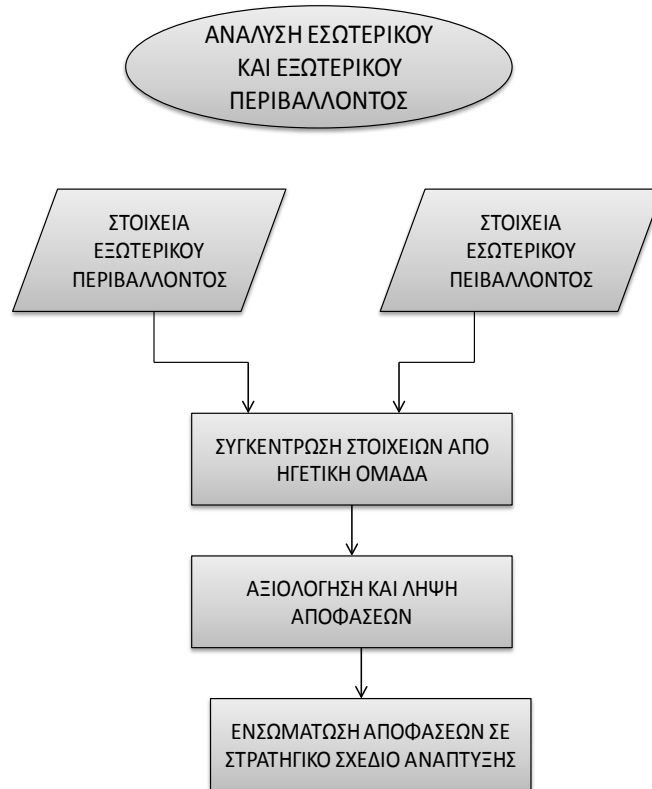 ΑΝΑΛΥΣΗ ΕΣΩΤΕΡΙΚΟΥ
ΚΑΙ ΕΞΩΤΕΡΙΚΟΥ
ΠΕΡΙΒΑΛΛΟΝΤΟΣ
ΣΤΟΙΧΕΙΑ
ΕΞΩΤΕΡΙΚΟΥ
ΠΕΡΙΒΑΛΛΟΝΤΟΣ
ΣΤΟΙΧΕΙΑ
ΕΣΩΤΕΡΙΚΟΥ
ΠΕΙΒΑΛΛΟΝΤΟΣ
ΣΥΓΚΕΝΤΡΩΣΗ ΣΤΟΙΧΕΙΩΝ ΑΠΟ
ΗΓΕΤΙΚΗ ΟΜΑΔΑ
ΑΞΙΟΛΟΓΗΣΗ ΚΑΙ ΛΗΨΗ
ΑΠΟΦΑΣΕΩΝ
ΕΝΣΩΜΑΤΩΣΗ ΑΠΟΦΑΣΕΩΝ ΣΕ
ΣΤΡΑΤΗΓΙΚΟ ΣΧΕΔΙΟ ΑΝΑΠΤΥΞΗΣ